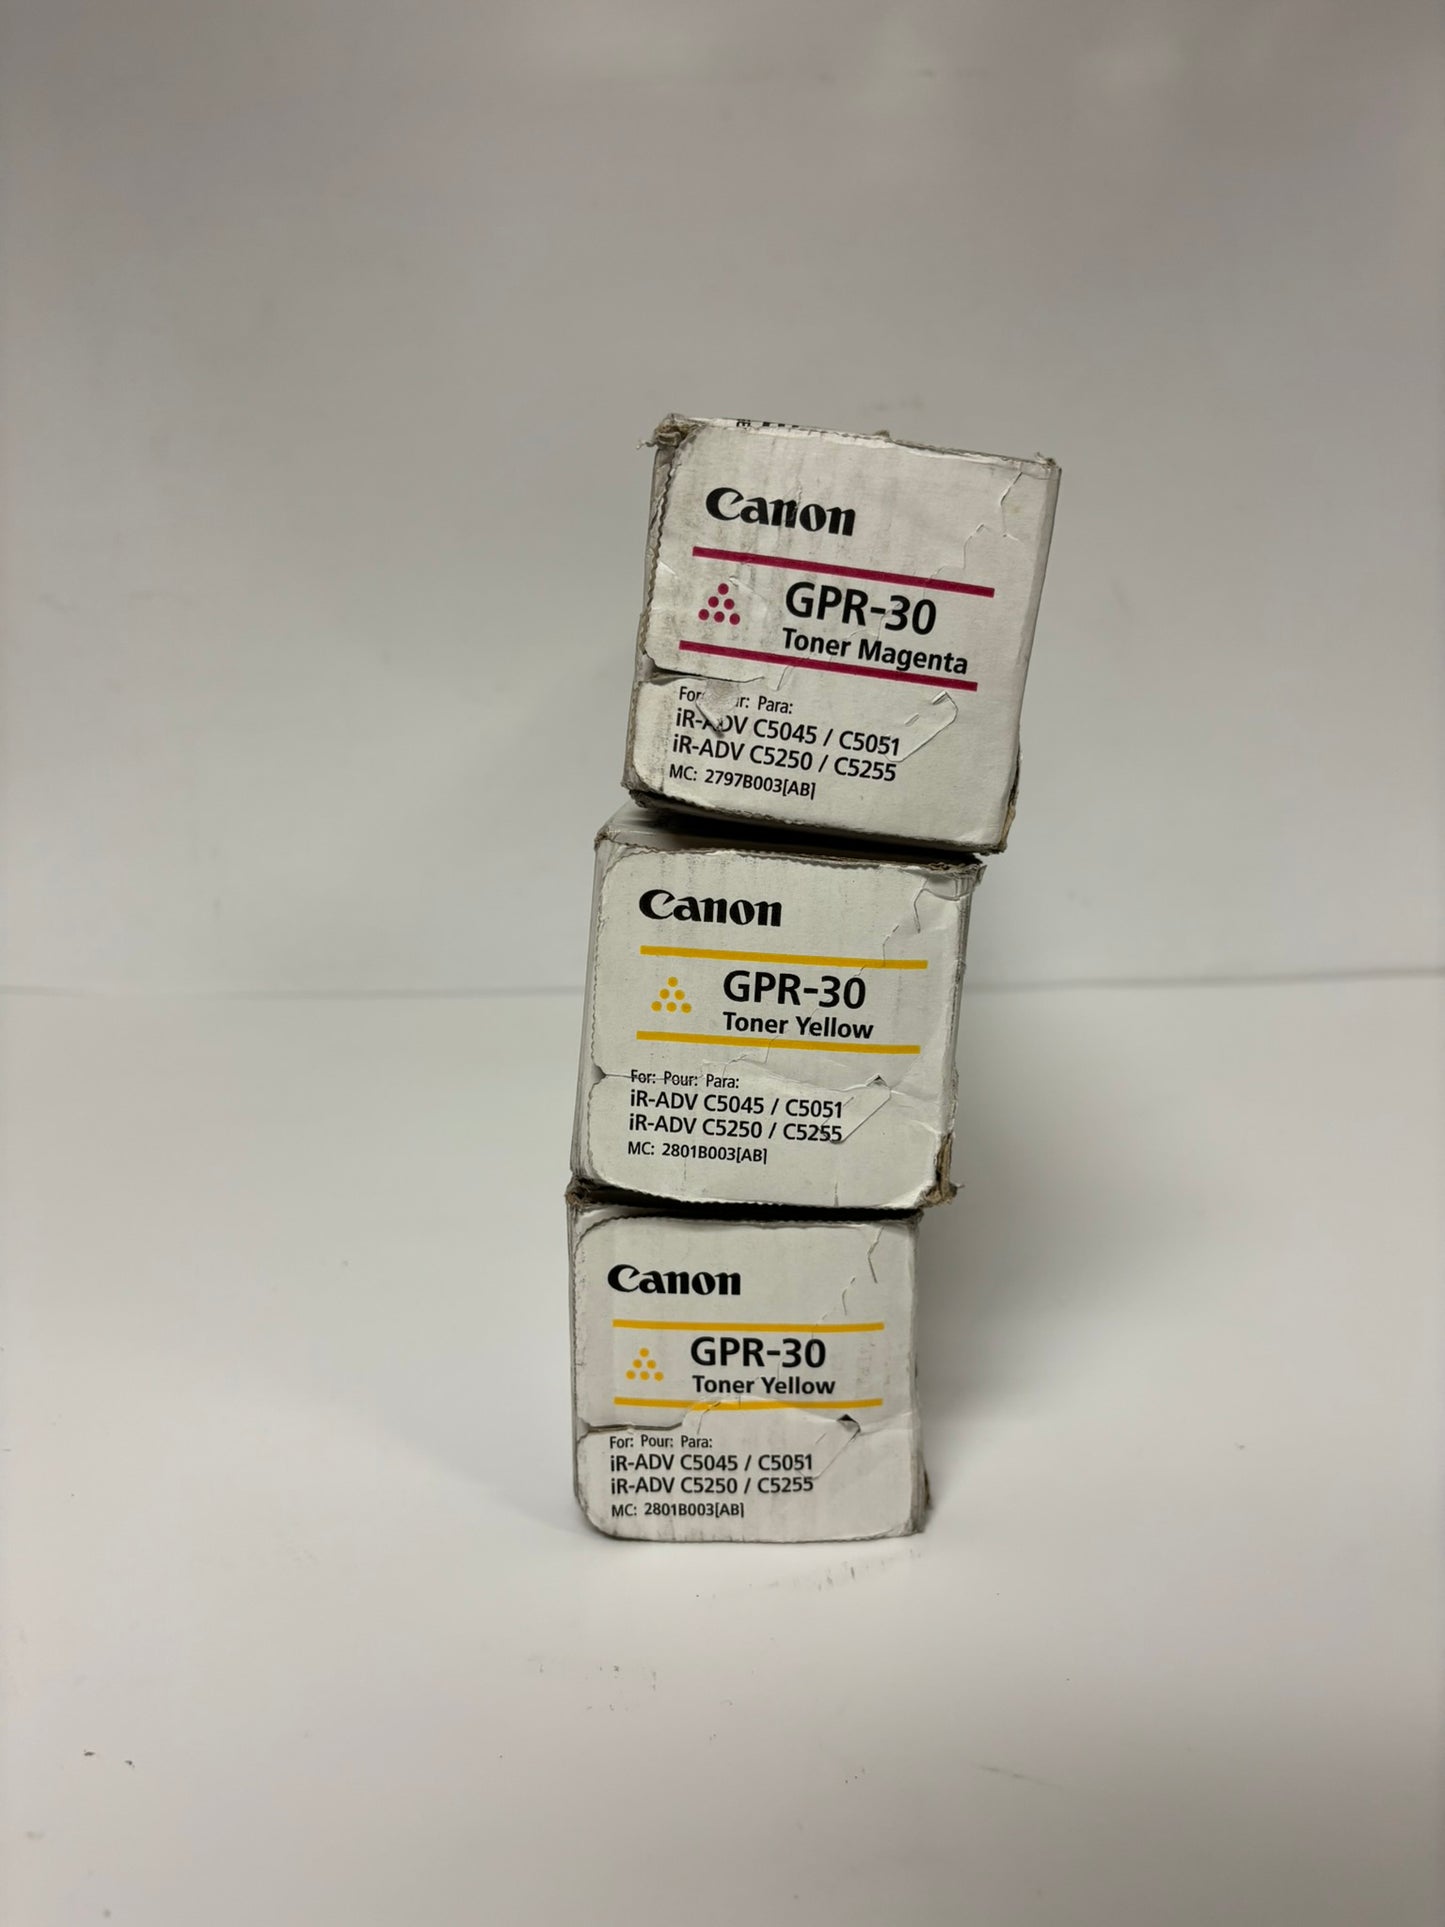 Canon
GPR-30
Toner Magenta
Para:
iR-ADV C5045 / C5051
iR-ADV C5250 / C5255
MC: 2797B003[AB]
Canon
GPR-30
Toner Yellow
For: Pour: Para:
iR-ADV C5045 / C5051
iR-ADV C5250 / C5255
MC: 2801B003[AB]
Canon
GPR-30
Toner Yellow
For: Pour: Para:
iR-ADV C5045 / C5051
iR-ADV C5250 / C5255
MC: 2801B003[AB]